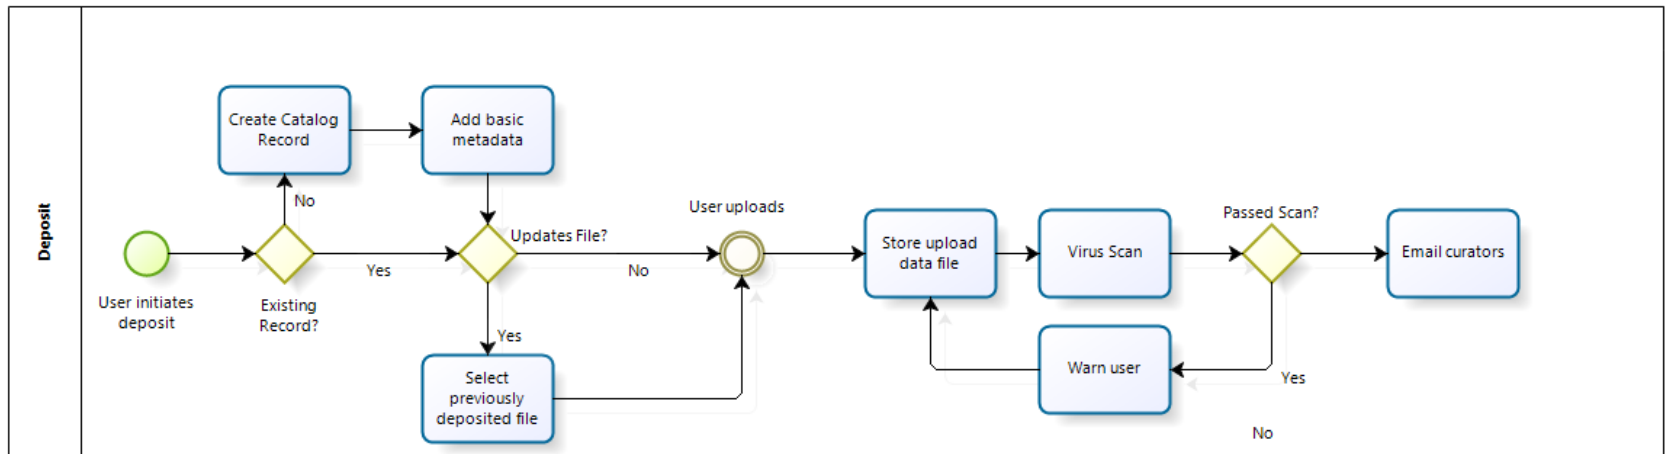 Deposit
User initiates
deposit
Existing
Record?
No
Yes
Create Catalog
Record
Add basic
metadata
Updates File?
No
Yes
Select
previously
deposited file
User uploads
Store upload
data file
Virus Scan
Passed Scan?
Email curators
Warn user
Yes
No